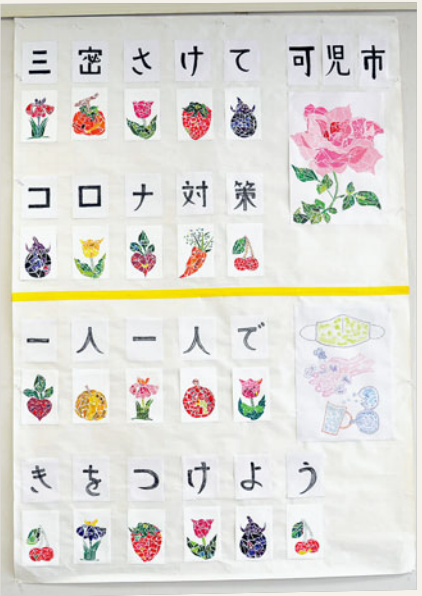 三密さけて 可児市
コロナ対策
一人一人で
きをつけよう